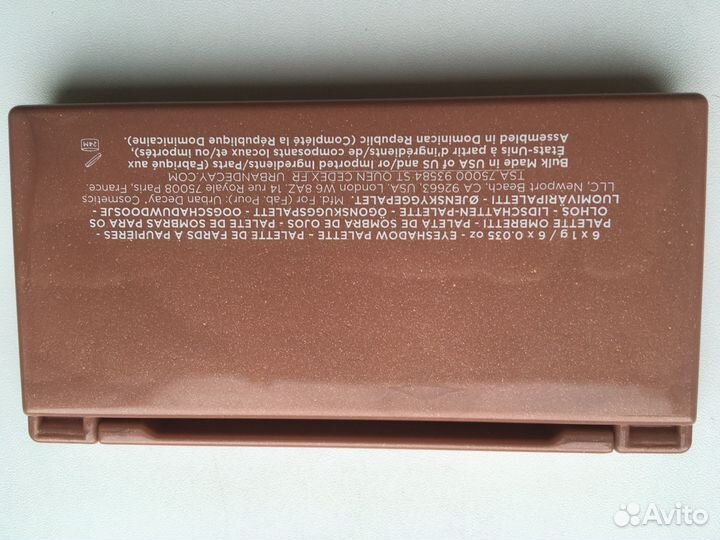 6 x 1 g / 6 x 0.035 oz - EYESHADOW PALETTE - PALETTE DE FARDS À PAUPIÈRES -
PALETTE OMBRETTI - PALETA DE SOMBRA DE OJOS - PALETE DE SOMBRAS PARA OS
OLHOS - LIDSCHATTEN-PALETTE - ÖGONSKUGGSPALETT - OOGSCHADUWDOOSJE -
LUOMIVÄRIPALETTI - ØJENSKYGGEPALET. Mfd. For (Fab. Pour): Urban Decay, Cosmetics
LLC, Newport Beach, CA, 92663, USA. London W6 8AZ, 14 rue Royale 75008 Paris, France.
TSA 75000 93584 ST OUEN CEDEX FR URBANDECAY.COM
Bulk Made in USA of US and/or Imported Ingredients/Parts (Fabriqué aux
États-Unis à partir d'ingrédients/de composants locaux et/ou importés),
Assembled in Dominican Republic (Complété la République Dominicaine).
24M
Avito